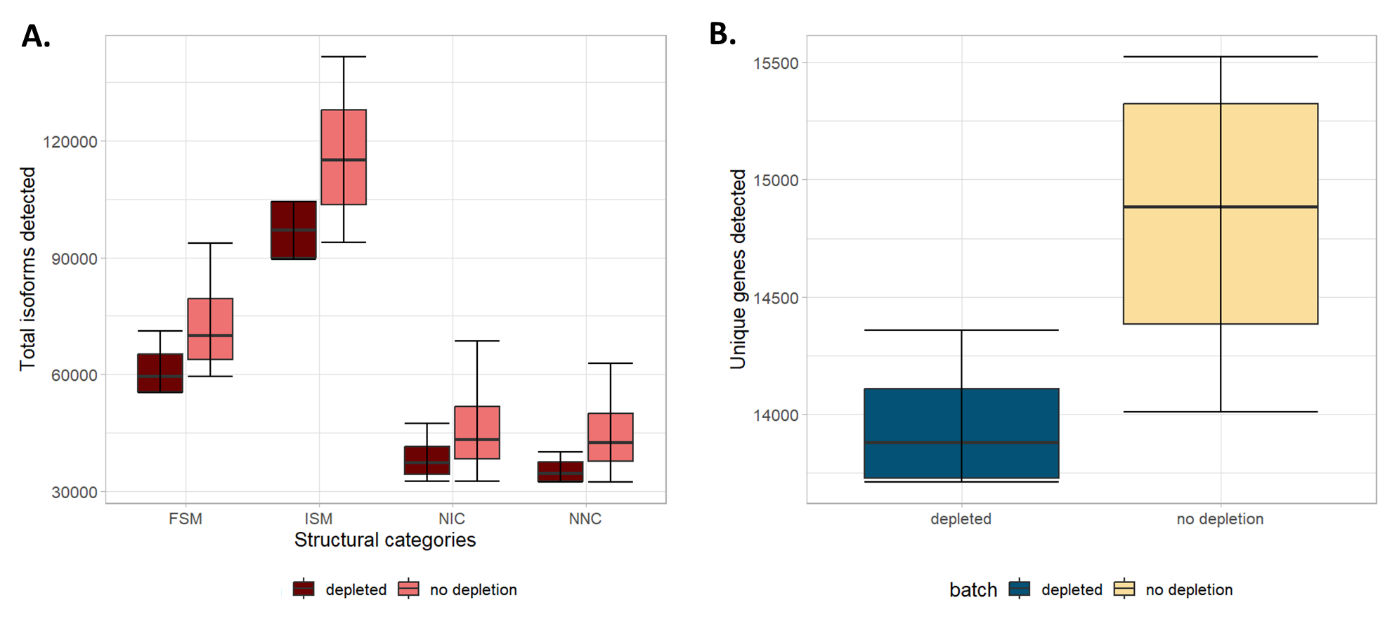 A.
Total isoforms detected
120000
90000
60000
30000
FSM ISM NIC NNC
Structural categories
depleted no depletion
B.
Unique genes detected
15500
15000
14500
14000
depleted no depletion
batch depleted no depletion